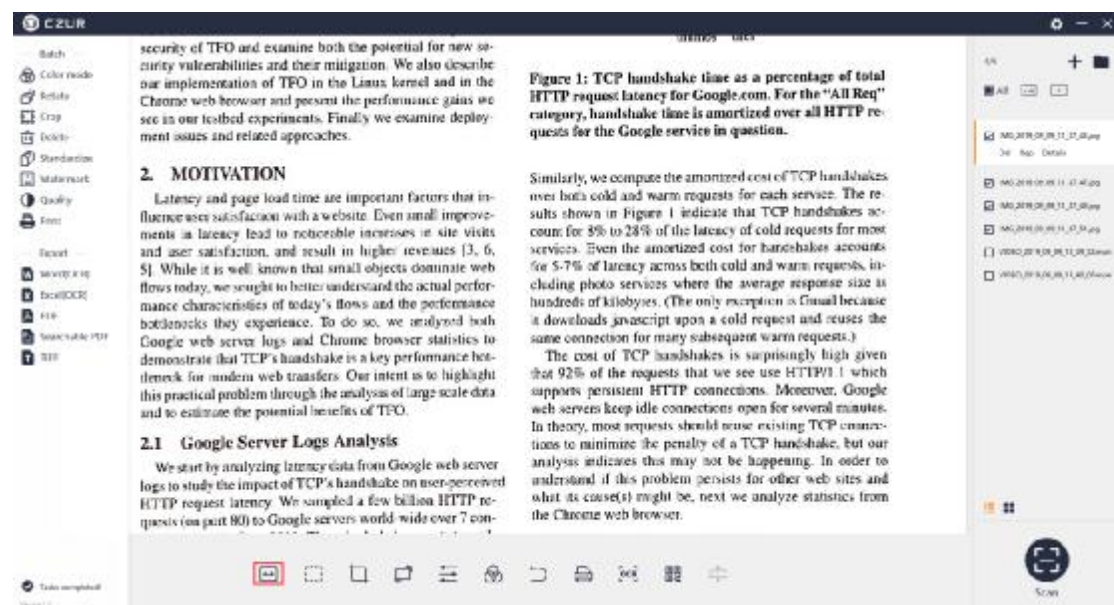 CZUR
Batch
Color mode
Rotate
Crop
Delete
Standardize
Watermark
Quality
Print
Export
Excel(OCR)
PDF
Searchable PDF
TIFF
Task completed!
security of TFO and examine both the potential for new se-
curity vulnerabilities and their mitigation. We also describe
our implementation of TFO in the Linux kernel and in the
Chrome web browser and present the performance gains we
see in our testbed experiments. Finally we examine deploy-
ment issues and related approaches.
2. MOTIVATION
Latency and page load time are important factors that in-
fluence user satisfaction with a website. Even small improve-
ments in latency lead to noticeable increases in site visits
and user satisfaction, and result in higher revenues [3, 6,
5]. While it is well known that small objects dominate web
flows today, we sought to better understand the actual perfor-
mance characteristics of today's flows and the performance
bottlenecks they experience. To do so, we analyzed both
Google web server logs and Chrome browser statistics to
demonstrate that TCP's handshake is a key performance bot-
tleneck for modern web transfers. Our intent is to highlight
this practical problem through the analysis of large scale data
and to estimate the potential benefits of TFO.
2.1 Google Server Logs Analysis
We start by analyzing latency data from Google web server
logs to study the impact of TCP's handshake on user-perceived
HTTP request latency. We sampled a few billion HTTP re-
quests (on port 80) to Google servers world-wide over 7 con-
Figure 1: TCP handshake time as a percentage of total
HTTP request latency for Google.com. For the "All Req"
category, handshake time is amortized over all HTTP re-
quests for the Google service in question.
Similarly, we compute the amortized cost of TCP handshakes
over both cold and warm requests for each service. The re-
sults shown in Figure 1 indicate that TCP handshakes ac-
count for 8% to 28% of the latency of cold requests for most
services. Even the amortized cost for handshakes accounts
for 5-7% of latency across both cold and warm requests, in-
cluding photo services where the average response size is
hundreds of kilobytes. (The only exception is Gmail because
it downloads javascript upon a cold request and reuses the
same connection for many subsequent warm requests.)
The cost of TCP handshakes is surprisingly high given
that 92% of the requests that we see use HTTP/1.1 which
supports persistent HTTP connections. Moreover, Google
web servers keep idle connections open for several minutes.
In theory, most requests should reuse existing TCP connec-
tions to minimize the penalty of a TCP handshake, but our
analysis indicates this may not be happening. In order to
understand if this problem persists for other web sites and
what its cause(s) might be, next we analyze statistics from
the Chrome web browser.
OCR
All
Details
Scan